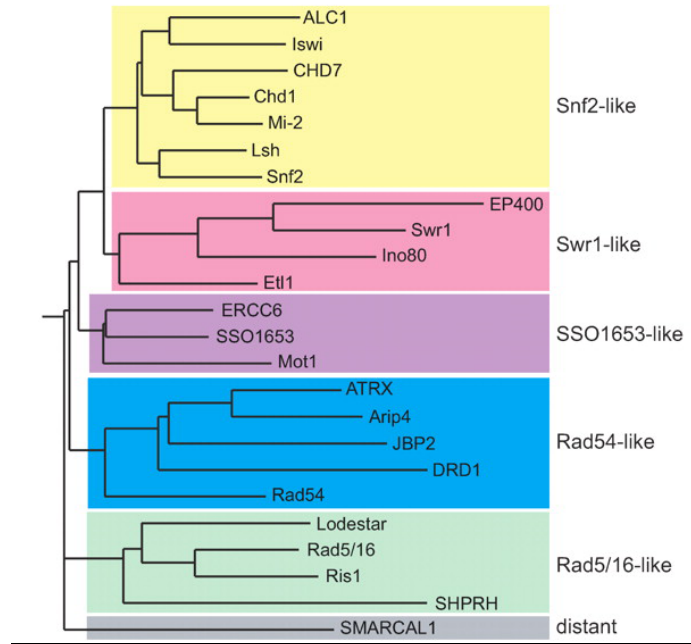 ALC1
Iswi
CHD7
Chd1
Mi-2
Lsh
Snf2
Snf2-like
EP400
Swr1
Ino80
Etl1
Swr1-like
ERCC6
SSO1653
Mot1
SSO1653-like
ATRX
Arip4
JBP2
DRD1
Rad54
Rad54-like
Lodestar
Rad5/16
Ris1
SHPRH
Rad5/16-like
SMARCAL1
distant